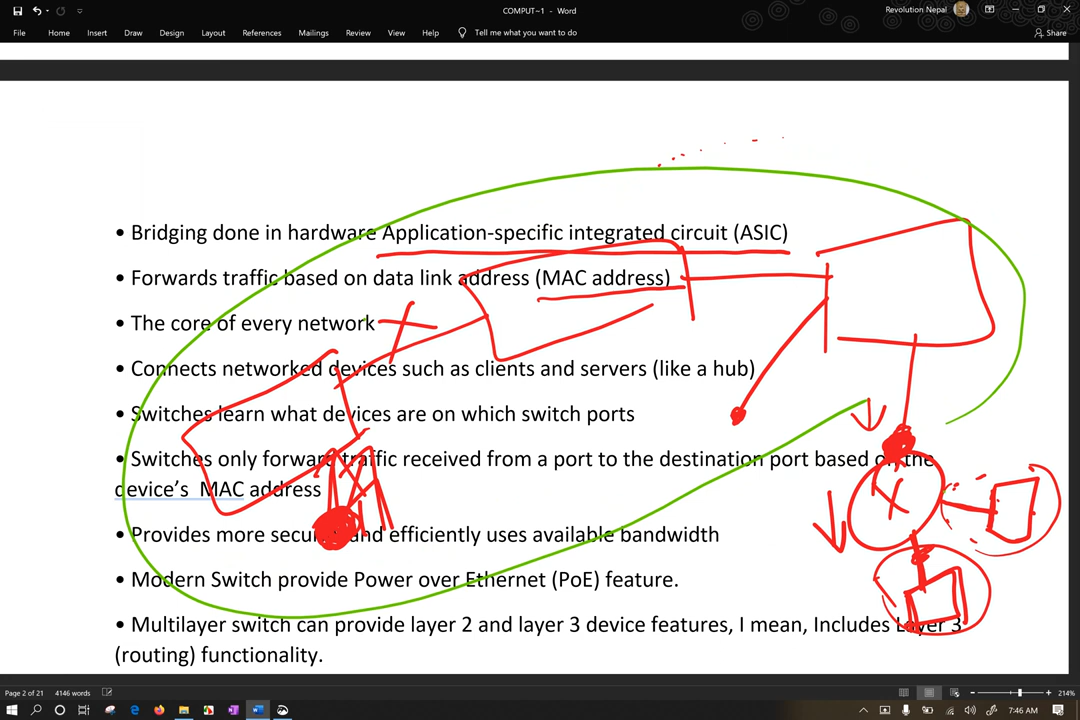 COMPUT~1 - Word
Revolution Nepal
File Home Insert Draw Design Layout References Mailings Review View Help Tell me what you want to do Share
• Bridging done in hardware Application-specific integrated circuit (ASIC)
• Forwards traffic based on data link address (MAC address)
• The core of every network
• Connects networked devices such as clients and servers (like a hub)
• Switches learn what devices are on which switch ports
• Switches only forward traffic received from a port to the destination port based on the
device’s MAC address
• Provides more security and efficiently uses available bandwidth
• Modern Switch provide Power over Ethernet (PoE) feature.
• Multilayer switch can provide layer 2 and layer 3 device features, I mean, Includes Layer 3
(routing) functionality.
X
Page 2 of 21 4146 words 214%
7:46 AM